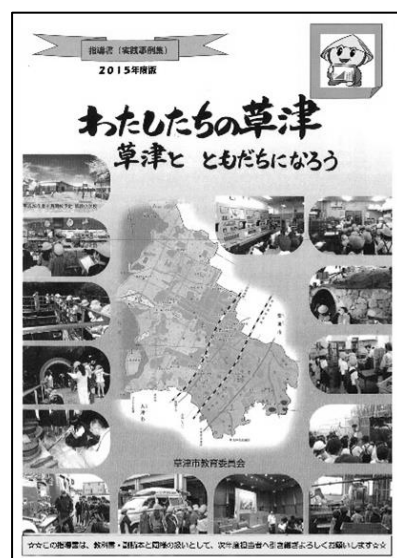 指導者(実践事例集)
2015年度版
わたしたちの草津
草津と ともだちになろう
草津市教育委員会
☆☆この指導書は、教科書・副読本と同様の扱いとして、次年度担当者へ引き継ぎよろしくお願いします☆☆